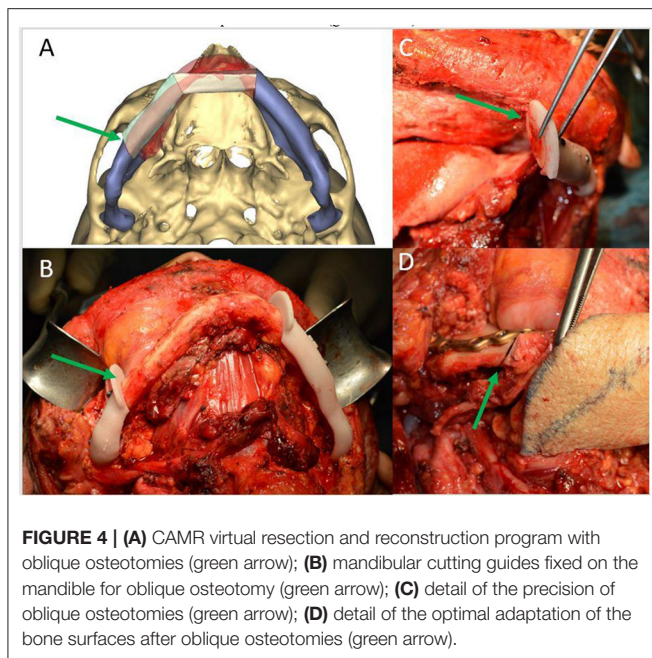 A
C
B
D
FIGURE 4 | (A) CAMR virtual resection and reconstruction program with
oblique osteotomies (green arrow); (B) mandibular cutting guides fixed on the
mandible for oblique osteotomy (green arrow); (C) detail of the precision of
oblique osteotomies (green arrow); (D) detail of the optimal adaptation of the
bone surfaces after oblique osteotomies (green arrow).